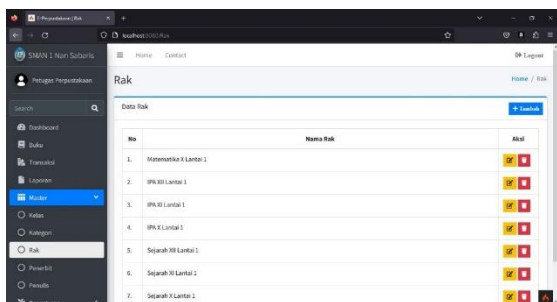 E-Perpustakaan | Rak
localhost:8080/Rak
SMAN 1 Nan Sabaris
Home
Contact
Logout
Petugas Perpustakaan
Rak
Home / Rak
Search
Data Rak
+ Tambah
Dashboard
Buku
No
Nama Rak
Aksi
Transaksi
1.
Matematika X Lantai 1
Laporan
Master
2.
IPA XII Lantai 1
Kelas
3.
IPA XI Lantai 1
Kategori
4.
IPA X Lantai 1
Rak
5.
Sejarah XII Lantai 1
Penerbit
6.
Sejarah XI Lantai 1
Penulis
7.
Sejarah X Lantai 1